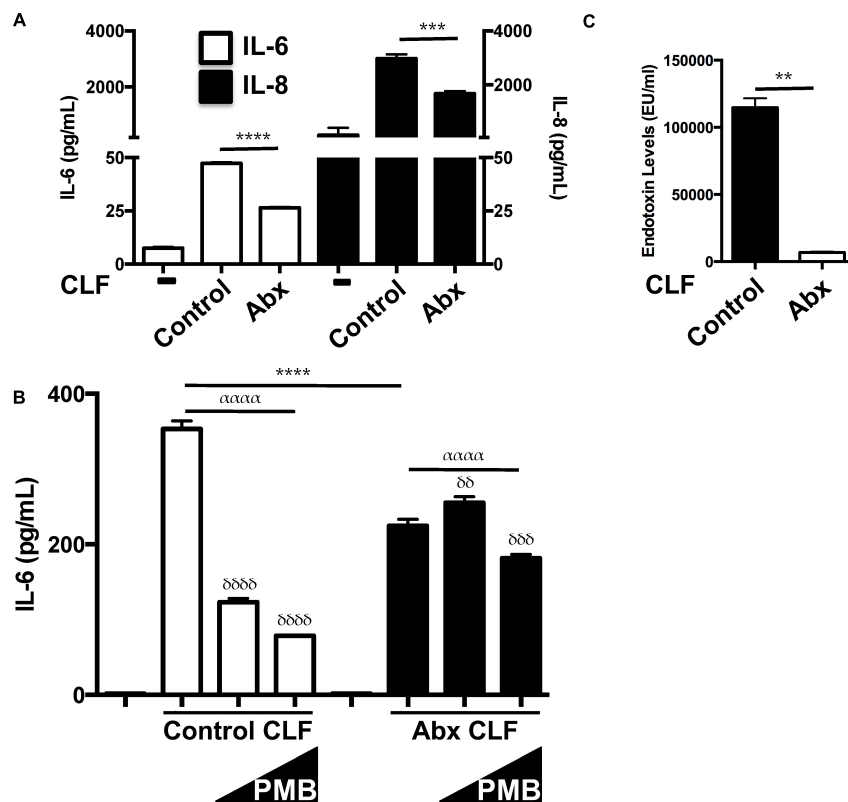 A
IL-6
IL-8
IL-6 (pg/mL)
4000
2000
50
25
0
****
***
4000
2000
50
25
0
IL-8 (pg/mL)
CLF
-
Control
Abx
-
Control
Abx
C
Endotoxin Levels (EU/ml)
150000
100000
50000
0
**
CLF
Control
Abx
B
IL-6 (pg/mL)
400
200
0
****
αααα
δδδδ
δδδδ
αααα
δδ
δδδ
Control CLF
Abx CLF
PMB
PMB